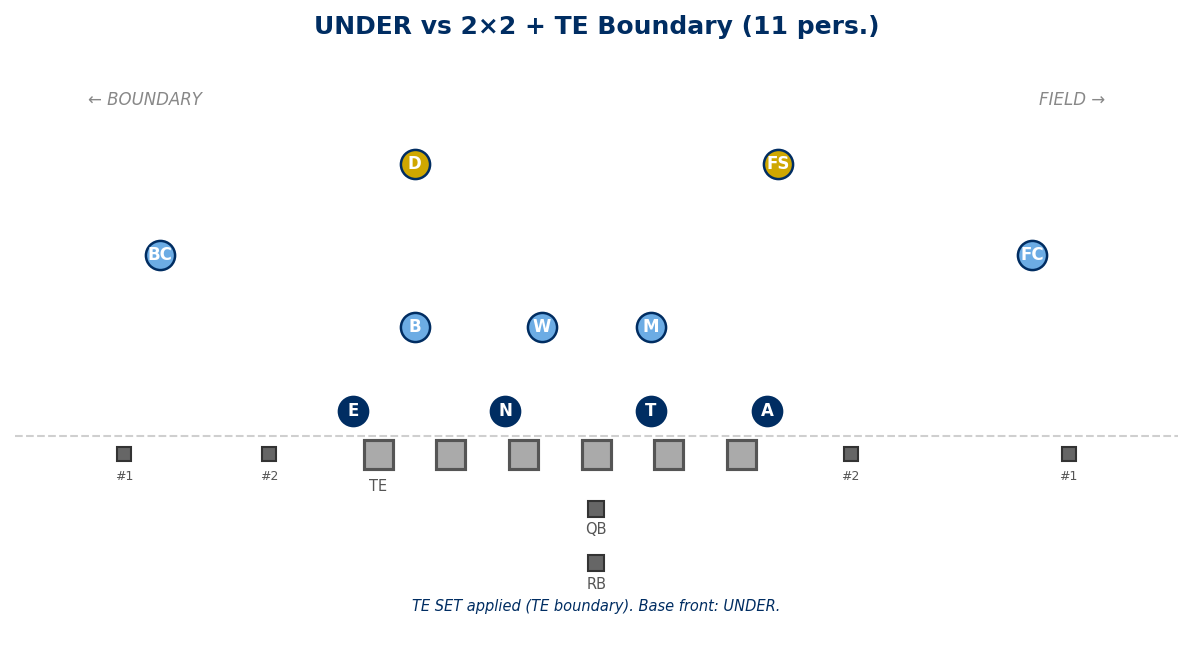 UNDER vs 2×2 + TE Boundary (11 pers.)
← BOUNDARY
FIELD →
D
FS
BC
FC
B
W
M
E
N
T
A
#1
#2
TE
#2
#1
QB
RB
TE SET applied (TE boundary). Base front: UNDER.